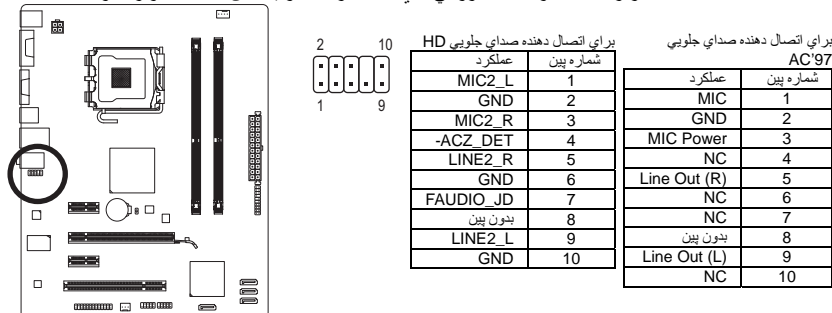 2 10
1 9
براي اتصال دهنده صداي جلويي HD
شماره پين عملكرد
1 MIC2_L
2 GND
3 MIC2_R
4 -ACZ_DET
5 LINE2_R
6 GND
7 FAUDIO_JD
8 بدون پين
9 LINE2_L
10 GND
براي اتصال دهنده صداي جلويي
AC'97
شماره پين عملكرد
1 MIC
2 GND
3 MIC Power
4 NC
5 Line Out (R)
6 NC
7 NC
8 بدون پين
9 Line Out (L)
10 NC